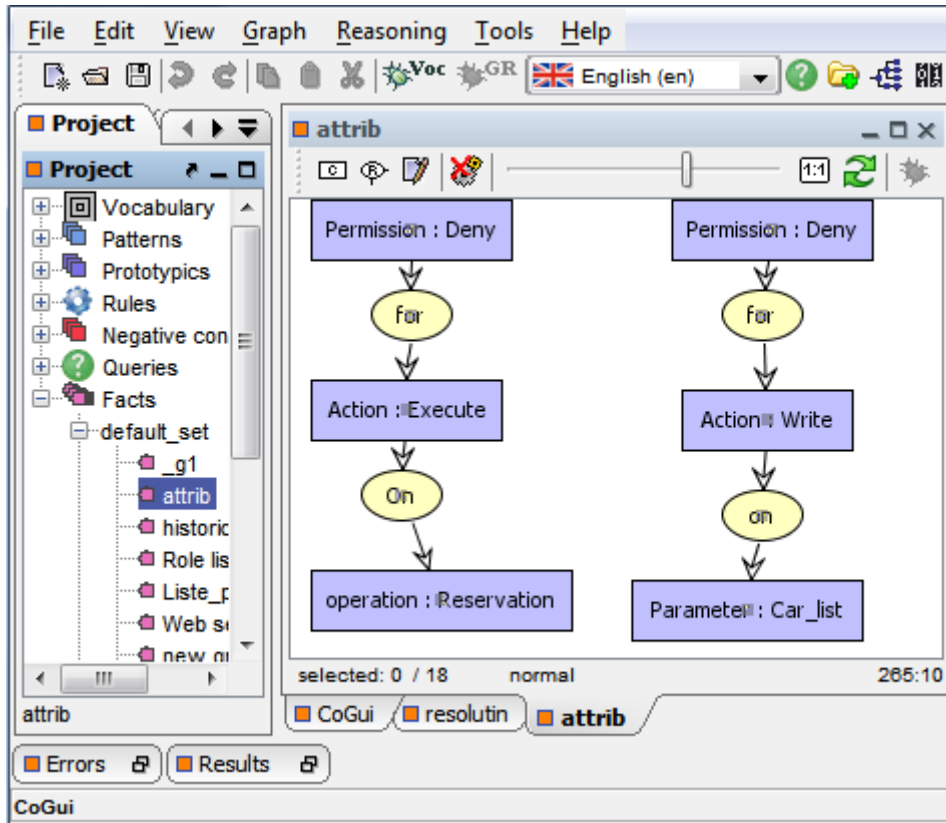 File Edit View Graph Reasoning Tools Help
Voc GR English (en)
Project
attrib
Project
C R 1:1
Vocabulary
Patterns
Prototypics
Rules
Negative con
Queries
Facts
default_set
_g1
attrib
historic
Role lis
Liste_p
Web se
new gr
attrib
Permission : Deny
for
Action : Execute
On
operation : Reservation
Permission : Deny
for
Action : Write
on
Parameter : Car_list
selected: 0 / 18 normal 265:10
CoGui resolutin attrib
Errors Results
CoGui